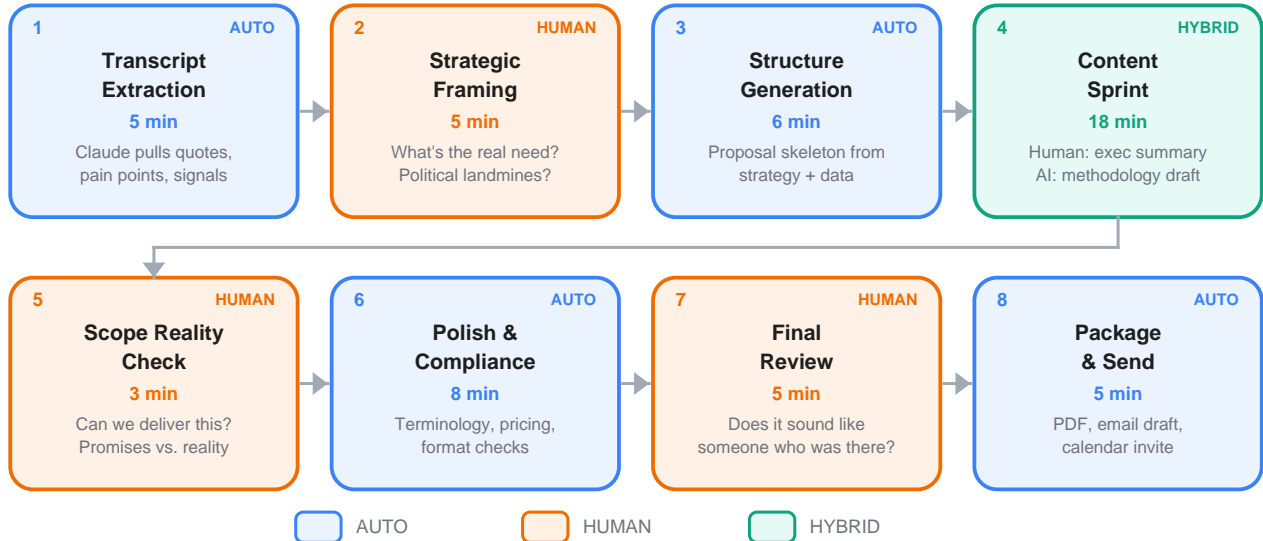 1 AUTO
Transcript
Extraction
5 min
Claude pulls quotes,
pain points, signals
2 HUMAN
Strategic
Framing
5 min
What's the real need?
Political landmines?
3 AUTO
Structure
Generation
6 min
Proposal skeleton from
strategy + data
4 HYBRID
Content
Sprint
18 min
Human: exec summary
AI: methodology draft
5 HUMAN
Scope Reality
Check
3 min
Can we deliver this?
Promises vs. reality
6 AUTO
Polish &
Compliance
8 min
Terminology, pricing,
format checks
7 HUMAN
Final
Review
5 min
Does it sound like
someone who was there?
8 AUTO
Package
& Send
5 min
PDF, email draft,
calendar invite
AUTO
HUMAN
HYBRID